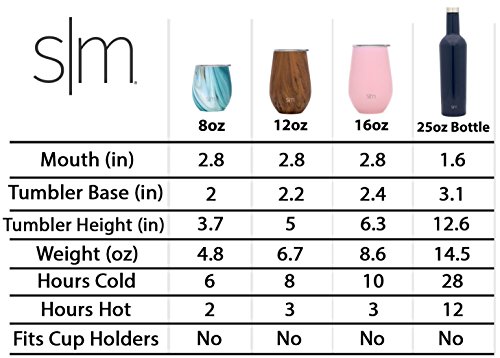 s|m
8oz 12oz 16oz 25oz Bottle
Mouth (in) 2.8 2.8 2.8 1.6
Tumbler Base (in) 2 2.2 2.4 3.1
Tumbler Height (in) 3.7 5 6.3 12.6
Weight (oz) 4.8 6.7 8.6 14.5
Hours Cold 6 8 10 28
Hours Hot 2 3 3 12
Fits Cup Holders No No No No